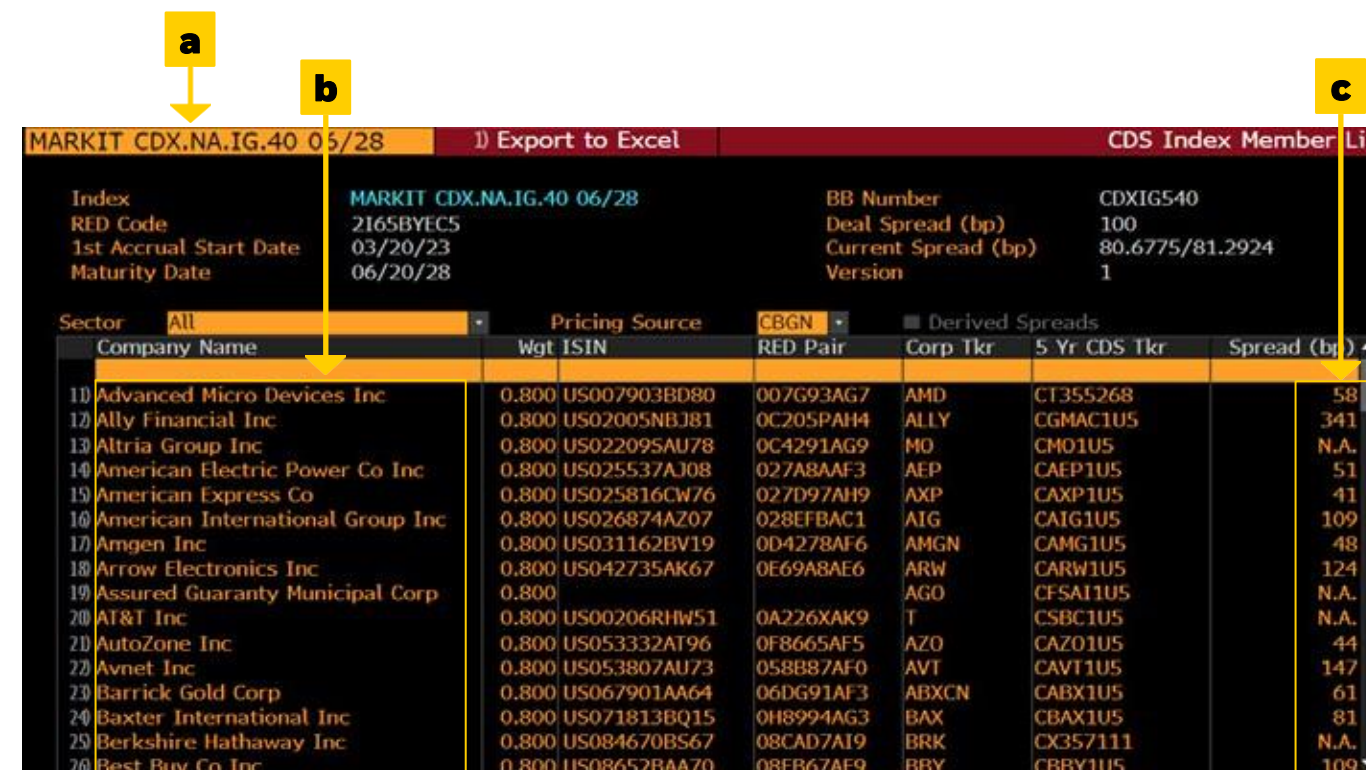 a
b
c
MARKIT CDX.NA.IG.40 06/28 1) Export to Excel CDS Index Member Li
Index MARKIT CDX.NA.IG.40 06/28 BB Number CDXIG540
RED Code 2I65BYEC5 Deal Spread (bp) 100
1st Accrual Start Date 03/20/23 Current Spread (bp) 80.6775/81.2924
Maturity Date 06/20/28 Version 1
Sector All Pricing Source CBGN Derived Spreads
Company Name Wgt ISIN RED Pair Corp Tkr 5 Yr CDS Tkr Spread (bp)
11) Advanced Micro Devices Inc 0.800 US007903BD80 007G93AG7 AMD CT355268 58
12) Ally Financial Inc 0.800 US02005NBJ81 0C205PAH4 ALLY CGMAC1U5 341
13) Altria Group Inc 0.800 US02209SAU78 0C4291AG9 MO CMO1U5 N.A.
14) American Electric Power Co Inc 0.800 US025537AJ08 027A8AAF3 AEP CAEP1U5 51
15) American Express Co 0.800 US025816CW76 027D97AH9 AXP CAXP1U5 41
16) American International Group Inc 0.800 US026874AZ07 028EFBAC1 AIG CAIG1U5 109
17) Amgen Inc 0.800 US031162BV19 0D4278AF6 AMGN CAMG1U5 48
18) Arrow Electronics Inc 0.800 US042735AK67 0E69A8AE6 ARW CARW1U5 124
19) Assured Guaranty Municipal Corp 0.800 AGO CFSAI1U5 N.A.
20) AT&T Inc 0.800 US00206RHW51 0A226XAK9 T CSBC1U5 N.A.
21) AutoZone Inc 0.800 US053332AT96 0F8665AF5 AZO CAZO1U5 44
22) Avnet Inc 0.800 US053807AU73 058B87AF0 AVT CAVT1U5 147
23) Barrick Gold Corp 0.800 US067901AA64 06DG91AF3 ABXCN CABX1U5 61
24) Baxter International Inc 0.800 US071813BQ15 0H8994AG3 BAX CBAX1U5 81
25) Berkshire Hathaway Inc 0.800 US084670BS67 08CAD7AI9 BRK CX357111 N.A.
26) Best Buy Co Inc 0.800 US08652BAA70 08FB67AE9 BBY CBBY1U5 109